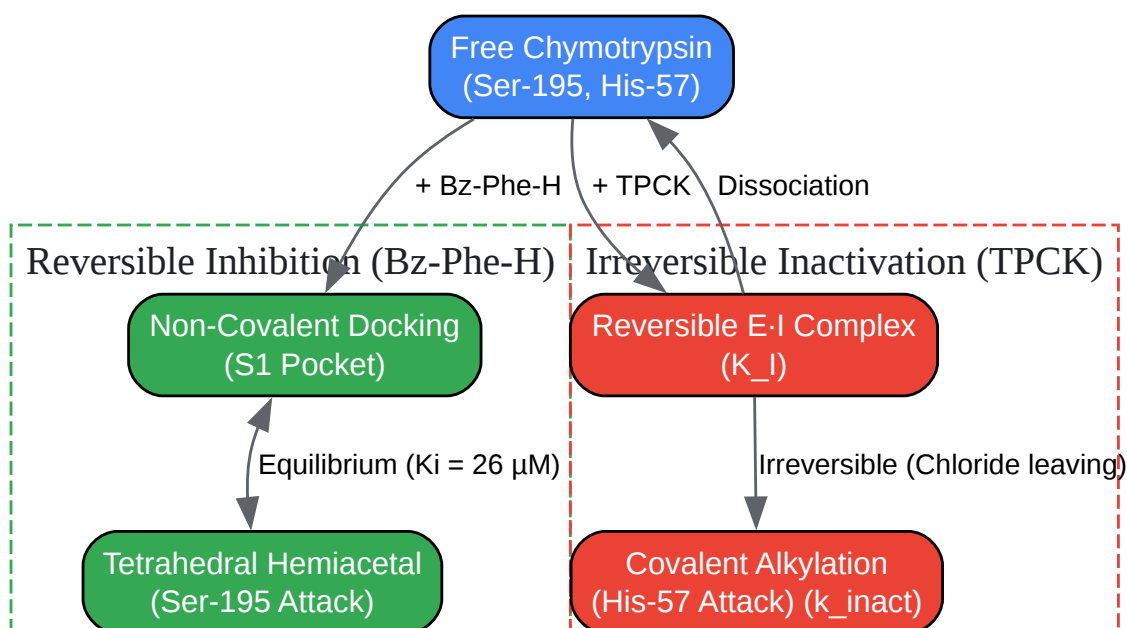 Free Chymotrypsin
(Ser-195, His-57)
+ Bz-Phe-H
+ TPCK
Dissociation
Reversible Inhibition (Bz-Phe-H)
Irreversible Inactivation (TPCK)
Non-Covalent Docking
(S1 Pocket)
Reversible E·I Complex
(K_I)
Equilibrium (Ki = 26 µM)
Irreversible (Chloride leaving)
Tetrahedral Hemiacetal
(Ser-195 Attack)
Covalent Alkylation
(His-57 Attack) (k_inact)